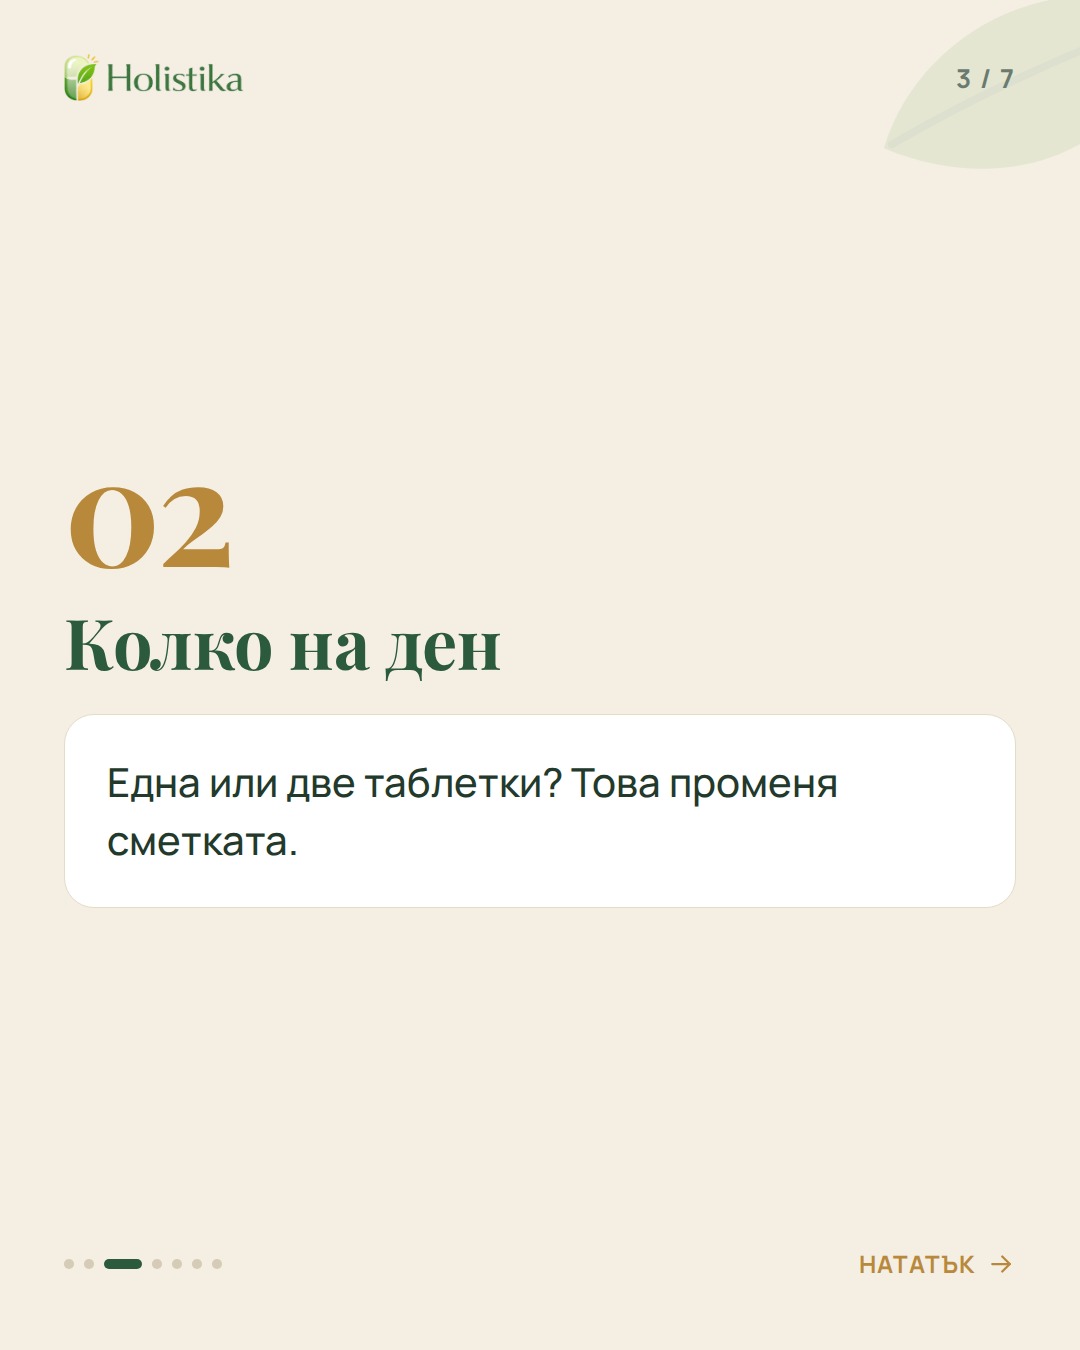 Holistika
3 / 7
02
Колко на ден
Една или две таблетки? Това променя
сметката.
НАТАТЪК →